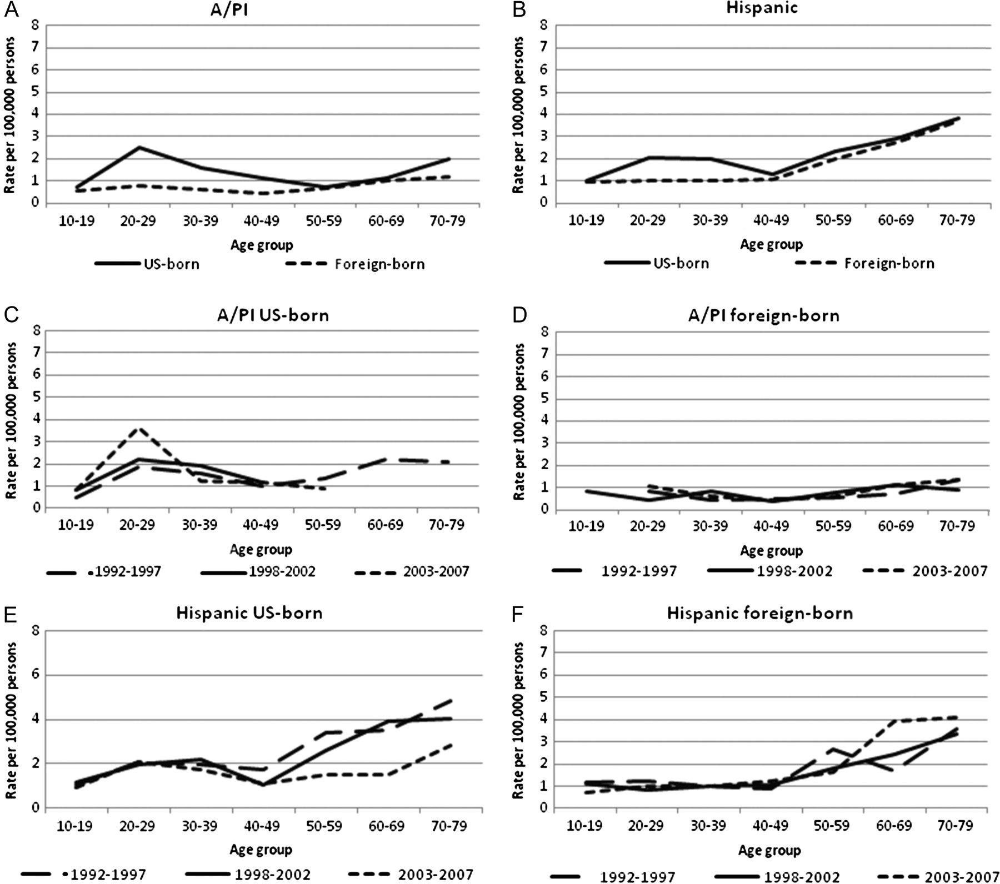 A
A/PI
Rate per 100,000 persons
8
7
6
5
4
3
2
1
0
10-19 20-29 30-39 40-49 50-59 60-69 70-79
Age group
US-born Foreign-born
B
Hispanic
Rate per 100,000 persons
8
7
6
5
4
3
2
1
0
10-19 20-29 30-39 40-49 50-59 60-69 70-79
Age group
US-born Foreign-born
C
A/PI US-born
Rate per 100,000 persons
8
7
6
5
4
3
2
1
0
10-19 20-29 30-39 40-49 50-59 60-69 70-79
Age group
1992-1997 1998-2002 2003-2007
D
A/PI foreign-born
Rate per 100,000 persons
8
7
6
5
4
3
2
1
0
10-19 20-29 30-39 40-49 50-59 60-69 70-79
Age group
1992-1997 1998-2002 2003-2007
E
Hispanic US-born
Rate per 100,000 persons
8
6
4
2
0
10-19 20-29 30-39 40-49 50-59 60-69 70-79
Age group
1992-1997 1998-2002 2003-2007
F
Hispanic foreign-born
Rate per 100,000 persons
8
7
6
5
4
3
2
1
0
10-19 20-29 30-39 40-49 50-59 60-69 70-79
Age group
1992-1997 1998-2002 2003-2007